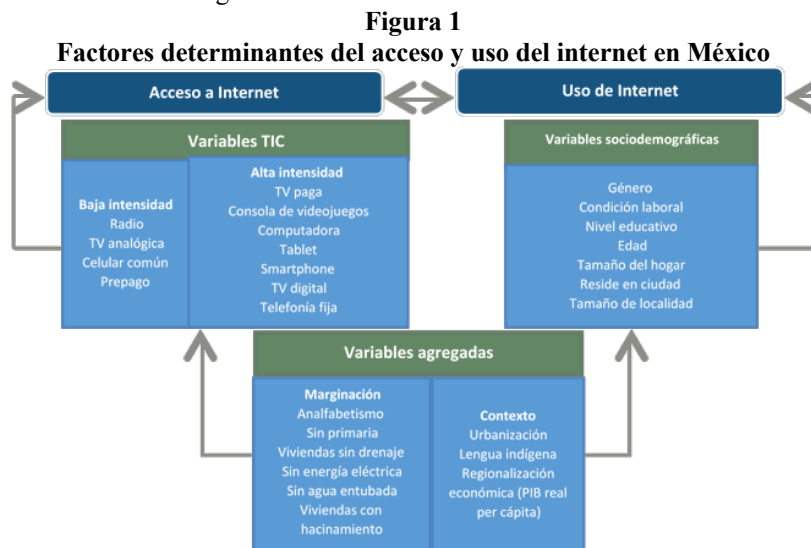 Figura 1
Factores determinantes del acceso y uso del internet en México
Acceso a Internet
Uso de Internet
Variables TIC
Baja intensidad
Radio
TV analógica
Celular común
Prepago
Alta intensidad
TV paga
Consola de videojuegos
Computadora
Tablet
Smartphone
TV digital
Telefonía fija
Variables sociodemográficas
Género
Condición laboral
Nivel educativo
Edad
Tamaño del hogar
Reside en ciudad
Tamaño de localidad
Variables agregadas
Marginación
Analfabetismo
Sin primaria
Viviendas sin drenaje
Sin energía eléctrica
Sin agua entubada
Viviendas con
hacinamiento
Contexto
Urbanización
Lengua indígena
Regionalización
económica (PIB real
per cápita)